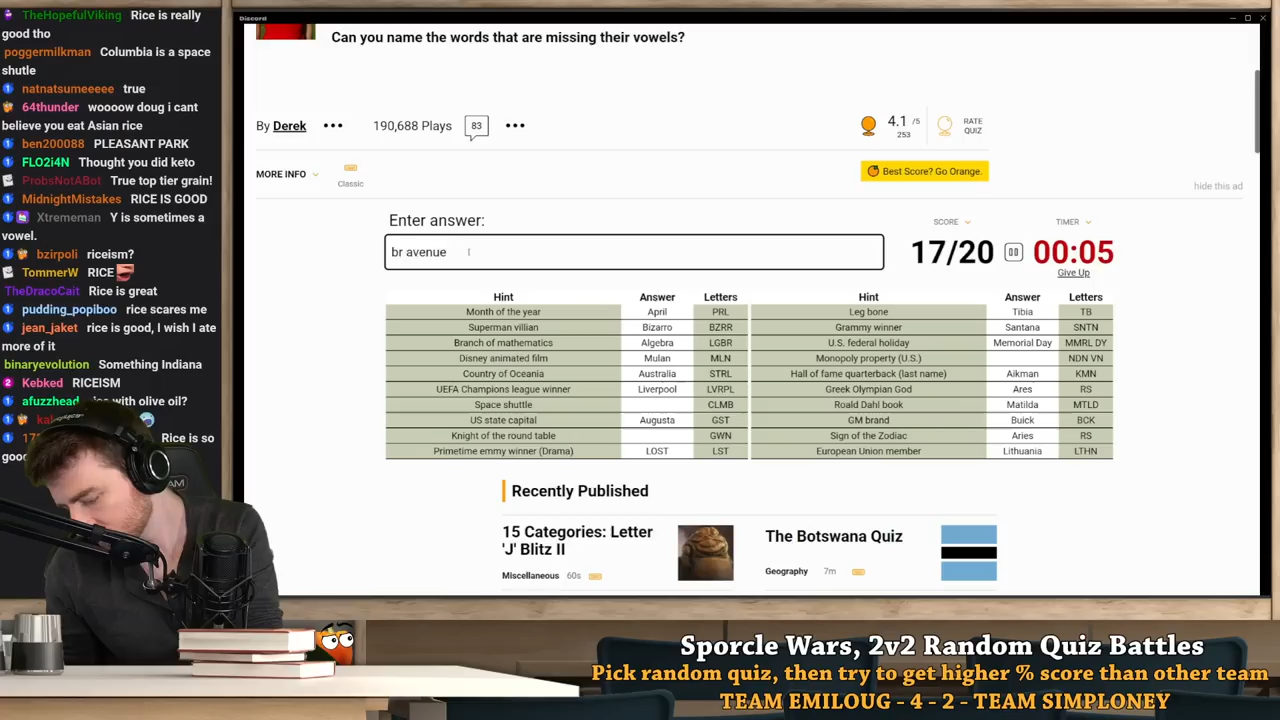 TheHopefulViking Rice is really
good tho
poggermilkman Columbia is a space
shutle
natnatsumeeeee true
64thunder woooow doug i cant
believe you eat Asian rice
ben200088 PLEASANT PARK
FLO2i4N Thought you did keto
ProbsNotABot True top tier grain!
MidnightMistakes RICE IS GOOD
Xtrememan Y is sometimes a
vowel.
bzirpoli riceism?
TommerW RICE
TheDracoCait Rice is great
pudding_popiboo rice scares me
jean_jaket rice is good, I wish I ate
more of it
binaryevolution Something Indiana
Kebked RICEISM
afuzzhead with olive oil?
Rice is so
Discord
Can you name the words that are missing their vowels?
By Derek ••• 190,688 Plays 83 •••
4.1 /5
253
RATE
QUIZ
MORE INFO
Classic
Best Score? Go Orange.
hide this ad
Enter answer:
SCORE TIMER
br avenue
17/20 00:05
Give Up
Hint Answer Letters Hint Answer Letters
Month of the year April PRL Leg bone Tibia TB
Superman villian Bizarro BZRR Grammy winner Santana SNTN
Branch of mathematics Algebra LGBR U.S. federal holiday Memorial Day MMRL DY
Disney animated film Mulan MLN Monopoly property (U.S.) NDN VN
Country of Oceania Australia STRL Hall of fame quarterback (last name) Aikman KMN
UEFA Champions league winner Liverpool LVRPL Greek Olympian God Ares RS
Space shuttle CLMB Roald Dahl book Matilda MTLD
US state capital Augusta GST GM brand Buick BCK
Knight of the round table GWN Sign of the Zodiac Aries RS
Primetime emmy winner (Drama) LOST LST European Union member Lithuania LTHN
Recently Published
15 Categories: Letter
'J' Blitz II
Miscellaneous 60s
The Botswana Quiz
Geography 7m
Sporcle Wars, 2v2 Random Quiz Battles
Pick random quiz, then try to get higher % score than other team
TEAM EMILOUG - 4 - 2 - TEAM SIMPLONEY